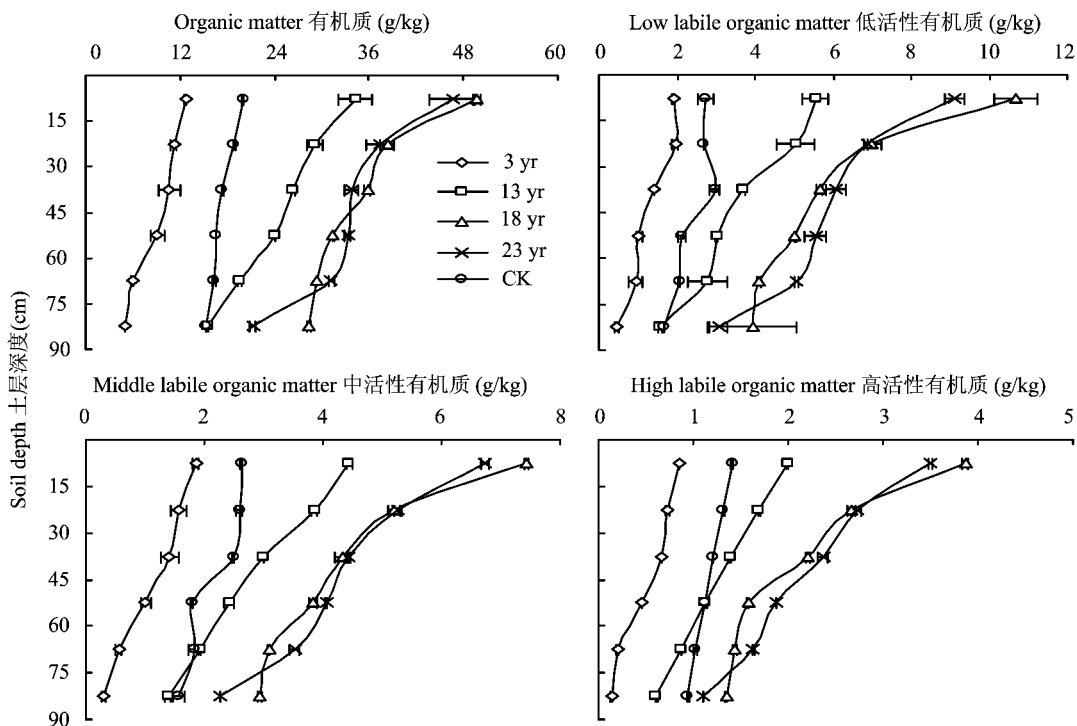 Organic matter 有机质 (g/kg)
0 12 24 36 48 60
15
30
45
60
75
90
3 yr
13 yr
18 yr
23 yr
CK
Low labile organic matter 低活性有机质 (g/kg)
0 2 4 6 8 10 12
Soil depth 土层深度(cm)
Middle labile organic matter 中活性有机质 (g/kg)
0 2 4 6 8
15
30
45
60
75
90
High labile organic matter 高活性有机质 (g/kg)
0 1 2 3 4 5